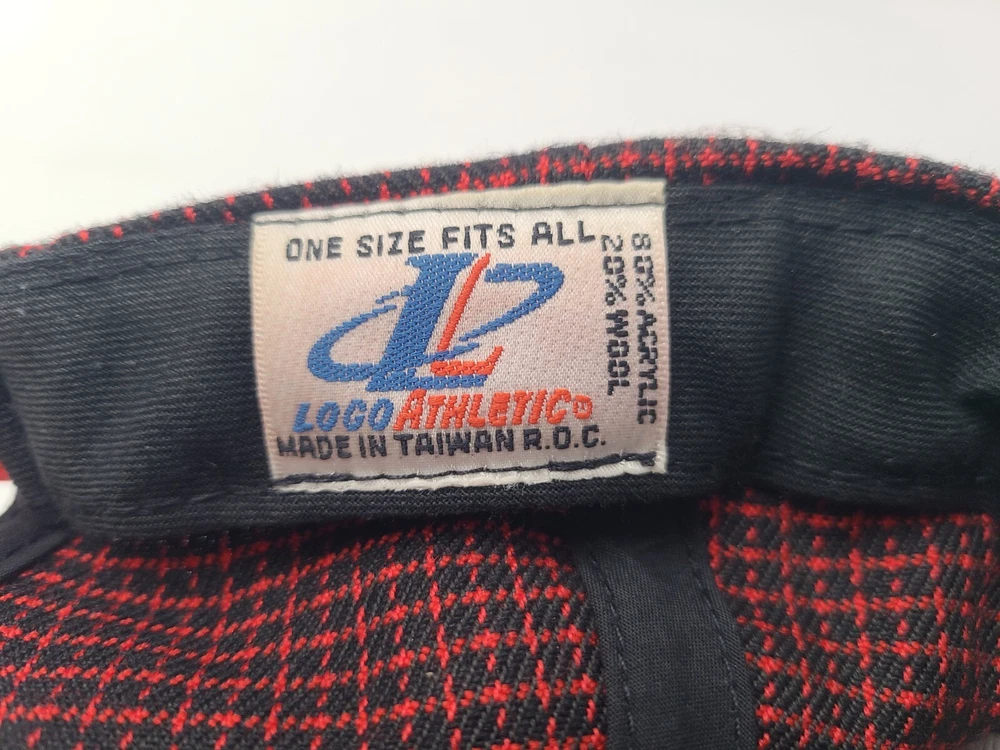 ONE SIZE FITS ALL
80% ACRYLIC
20% WOOL
L
LOGO ATHLETIC
MADE IN TAIWAN R.O.C.